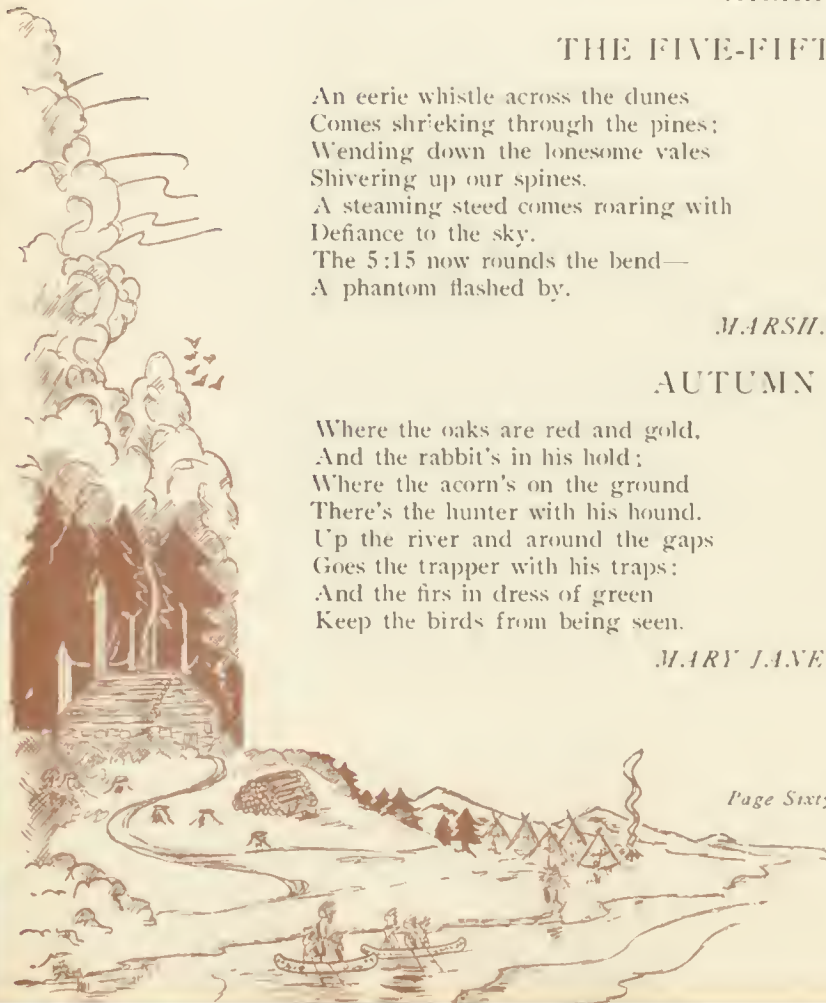 THE FIVE-FIFT
An eerie whistle across the dunes
Comes shrieking through the pines;
Wending down the lonesome vales
Shivering up our spines.
A steaming steed comes roaring with
Defiance to the sky.
The 5:15 now rounds the bend—
A phantom flashed by.
MARSH.
AUTUMN
Where the oaks are red and gold,
And the rabbit's in his hold;
Where the acorn's on the ground
There's the hunter with his hound.
Up the river and around the gaps
Goes the trapper with his traps;
And the firs in dress of green
Keep the birds from being seen.
MARY JANE
Page Sixty